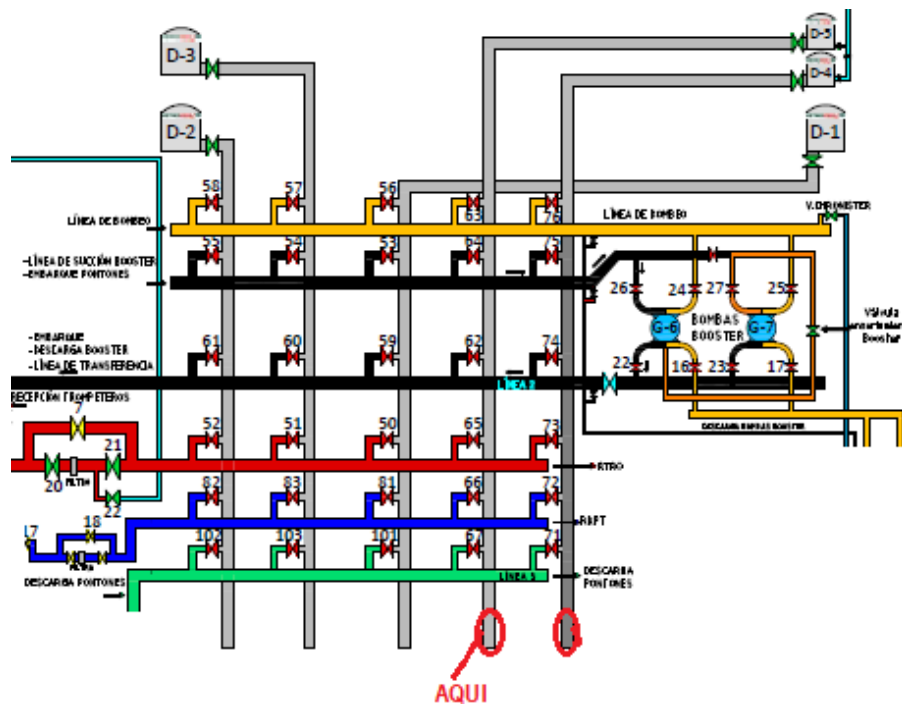 D-3
D-5
D-4
D-2
D-1
58
57
56
63
76
LÍNEA DE BOMBEO
LÍNEA DE BOMBEO
55
54
53
64
75
-LÍNEA DE SUCCIÓN BOOSTER
-EMBARQUE PONTONES
26
24
27
25
G-6
BOMBAS
BOOSTER
G-7
Válvula
Booster
-EMBARQUE
-DESCARGA BOOSTER
-LÍNEA DE TRANSFERENCIA
61
60
59
62
74
22
16
23
17
LÍNEA 2
RECEPCIÓN TROMPETEROS
DESCARGA BOMBAS BOOSTER
7
52
51
50
65
73
21
20
FILTRO
22
RTRO
82
83
81
66
72
18
FILTRO
102
103
101
67
71
DESCARGA PONTONES
LÍNEA 3
DESCARGA
PONTONES
AQUI